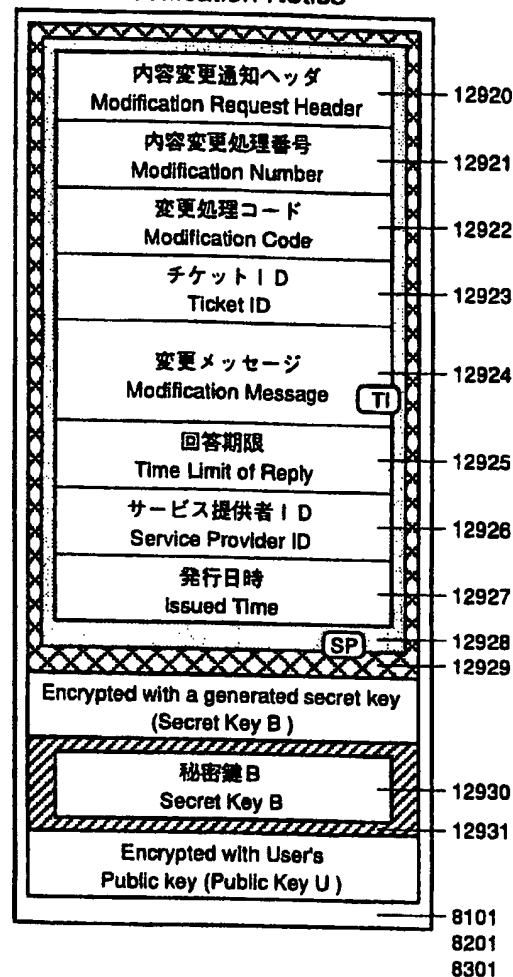 内容変更通知ヘッダ
Modification Request Header
12920
内容変更処理番号
Modification Number
12921
変更処理コード
Modification Code
12922
チケットID
Ticket ID
12923
変更メッセージ
Modification Message
12924
TI
回答期限
Time Limit of Reply
12925
サービス提供者ID
Service Provider ID
12926
発行日時
Issued Time
12927
SP
12928
12929
Encrypted with a generated secret key
(Secret Key B )
秘密鍵B
Secret Key B
12930
12931
Encrypted with User's
Public key (Public Key U )
8101
8201
8301